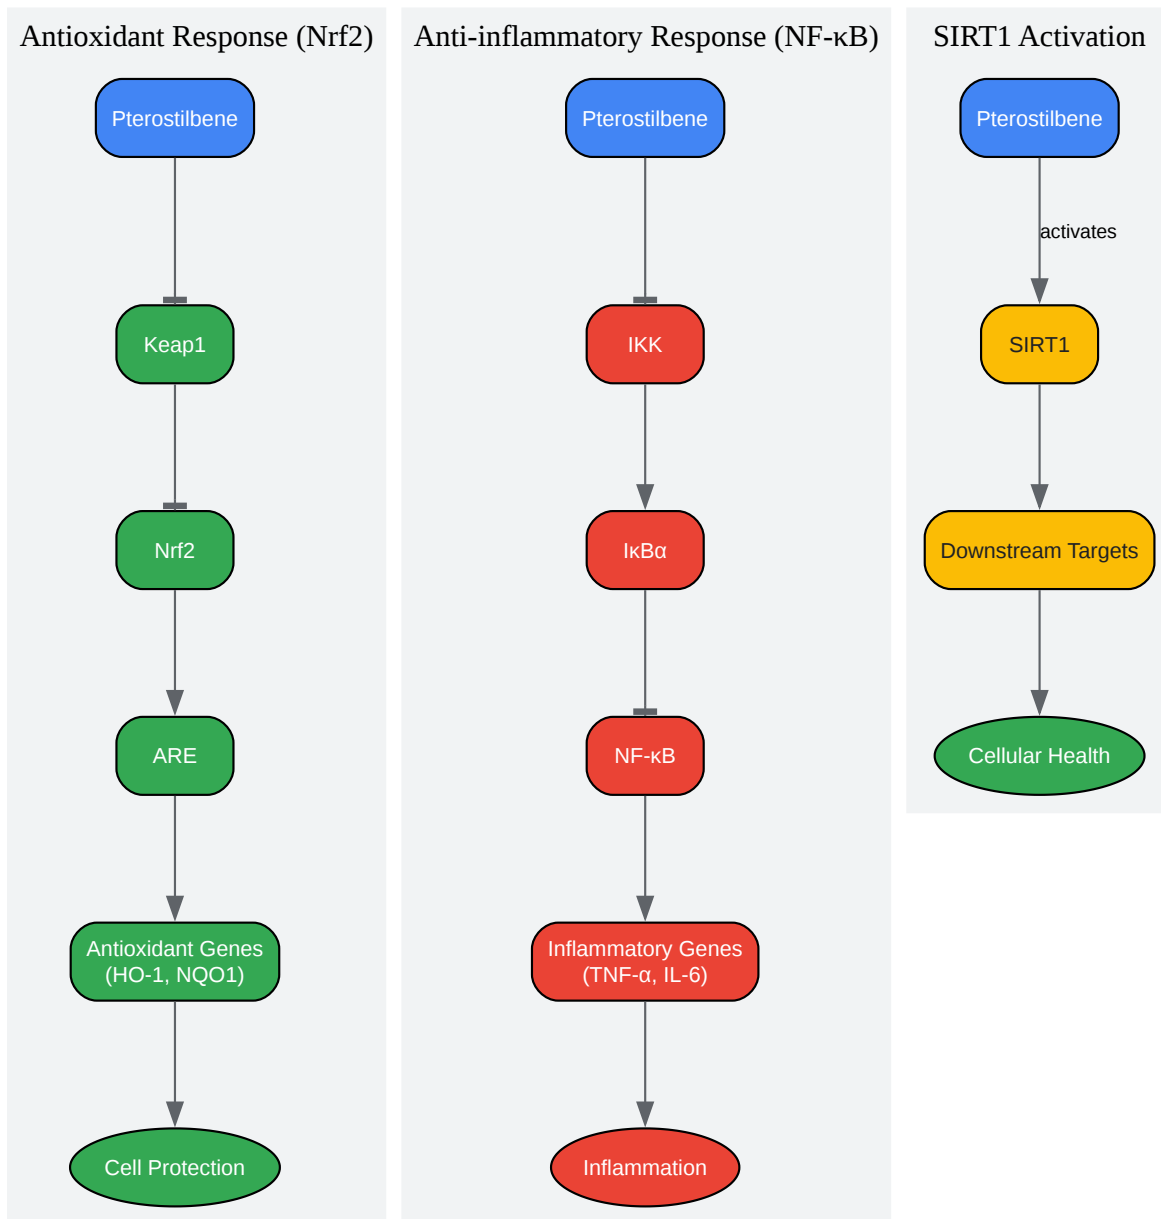 Antioxidant Response (Nrf2)
Pterostilbene
Keap1
Nrf2
ARE
Antioxidant Genes
(HO-1, NQO1)
Cell Protection
Anti-inflammatory Response (NF-κB)
Pterostilbene
IKK
IκBα
NF-κB
Inflammatory Genes
(TNF-α, IL-6)
Inflammation
SIRT1 Activation
Pterostilbene
activates
SIRT1
Downstream Targets
Cellular Health